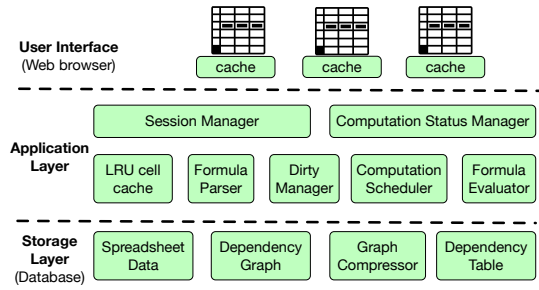 User Interface
(Web browser)
cache
cache
cache
Session Manager
Computation Status Manager
Application
Layer
LRU cell
cache
Formula
Parser
Dirty
Manager
Computation
Scheduler
Formula
Evaluator
Storage
Layer
(Database)
Spreadsheet
Data
Dependency
Graph
Graph
Compressor
Dependency
Table